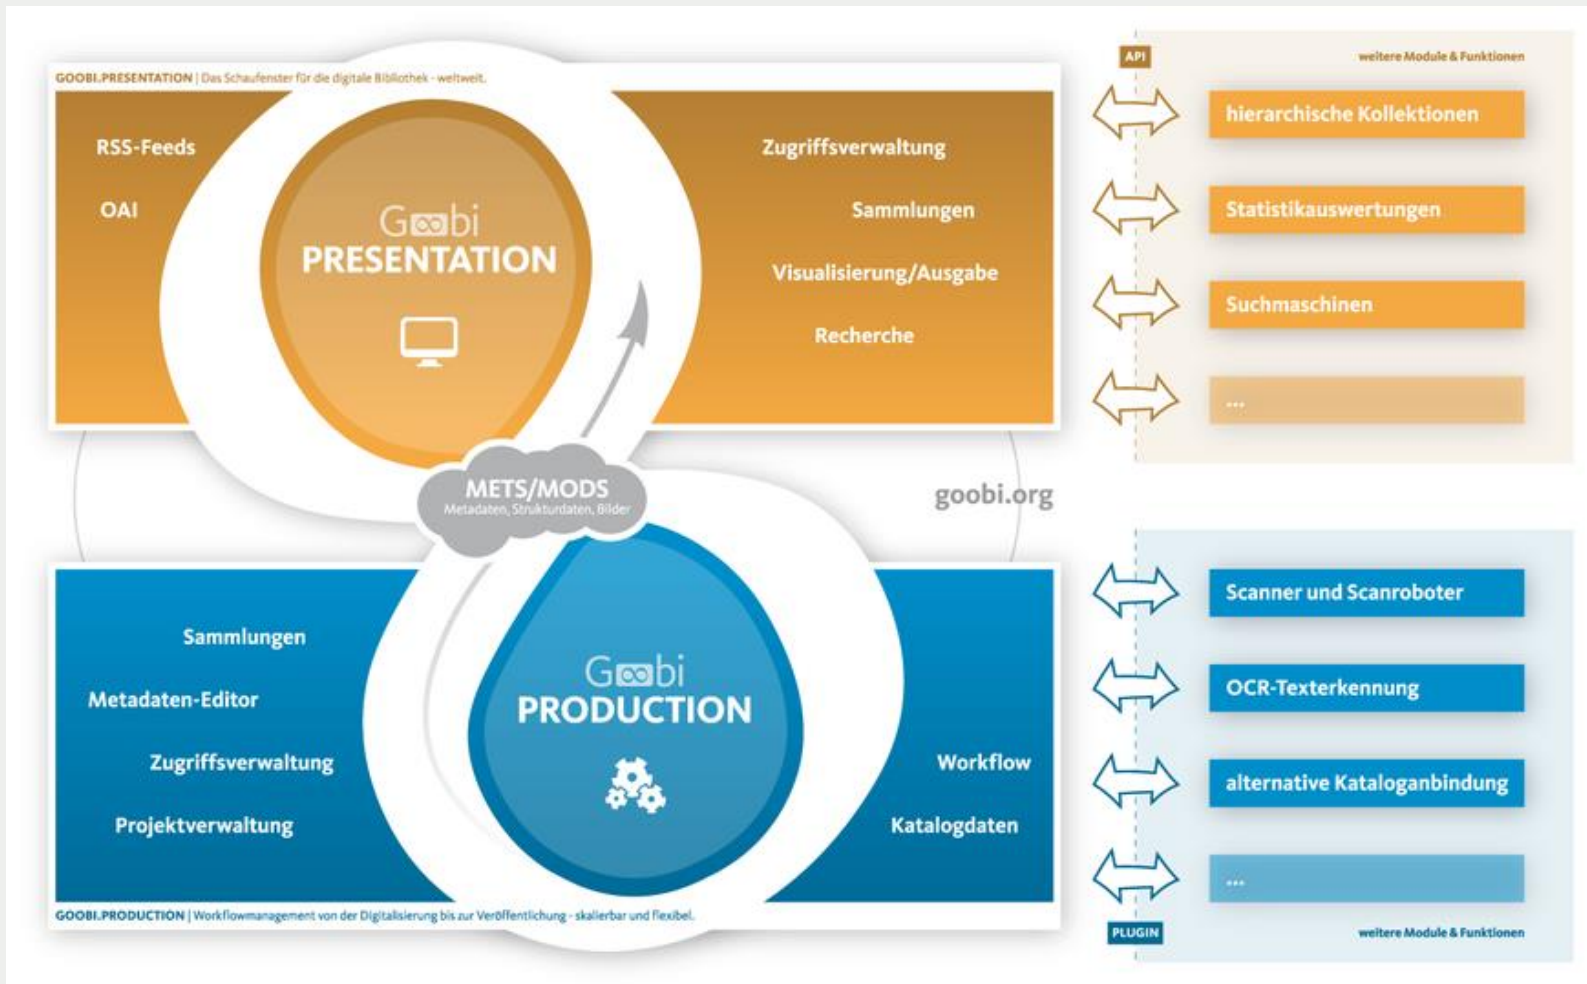 GOOBI.PRESENTATION | Das Schaufenster für die digitale Bibliothek - weltweit.
RSS-Feeds
OAI
Goobi
PRESENTATION
Zugriffsverwaltung
Sammlungen
Visualisierung/Ausgabe
Recherche
API
weitere Module & Funktionen
hierarchische Kollektionen
Statistikauswertungen
Suchmaschinen
...
METS/MODS
Metadaten, Strukturdaten, Bilder
goobi.org
Sammlungen
Metadaten-Editor
Zugriffsverwaltung
Projektverwaltung
Goobi
PRODUCTION
Workflow
Katalogdaten
GOOBI.PRODUCTION | Workflowmanagement von der Digitalisierung bis zur Veröffentlichung - skalierbar und flexibel.
Scanner und Scanroboter
OCR-Texterkennung
alternative Kataloganbindung
...
PLUGIN
weitere Module & Funktionen